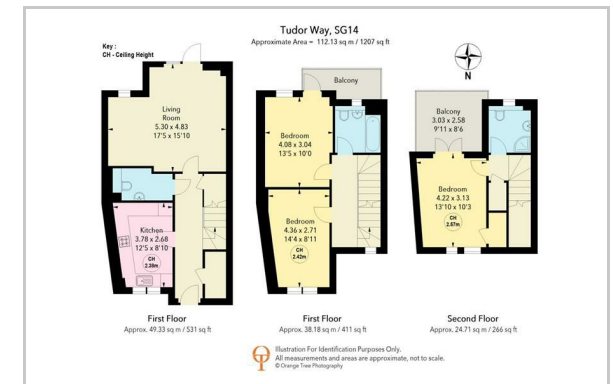 Tudor Way, SG14
Approximate Area = 112.13 sq m / 1207 sq ft
Key :
CH - Ceiling Height
N
Living
Room
5.30 x 4.83
17'5 x 15'10
Kitchen
3.78 x 2.68
12'5 x 8'10
CH
2.38m
First Floor
Approx. 49.33 sq m / 531 sq ft
Balcony
Bedroom
4.08 x 3.04
13'5 x 10'0
Bedroom
4.36 x 2.71
14'4 x 8'11
CH
2.42m
First Floor
Approx. 38.18 sq m / 411 sq ft
Balcony
3.03 x 2.58
9'11 x 8'6
Bedroom
4.22 x 3.13
13'10 x 10'3
CH
2.57m
Second Floor
Approx. 24.71 sq m / 266 sq ft
Illustration For Identification Purposes Only.
All measurements and areas are approximate, not to scale.
© Orange Tree Photography